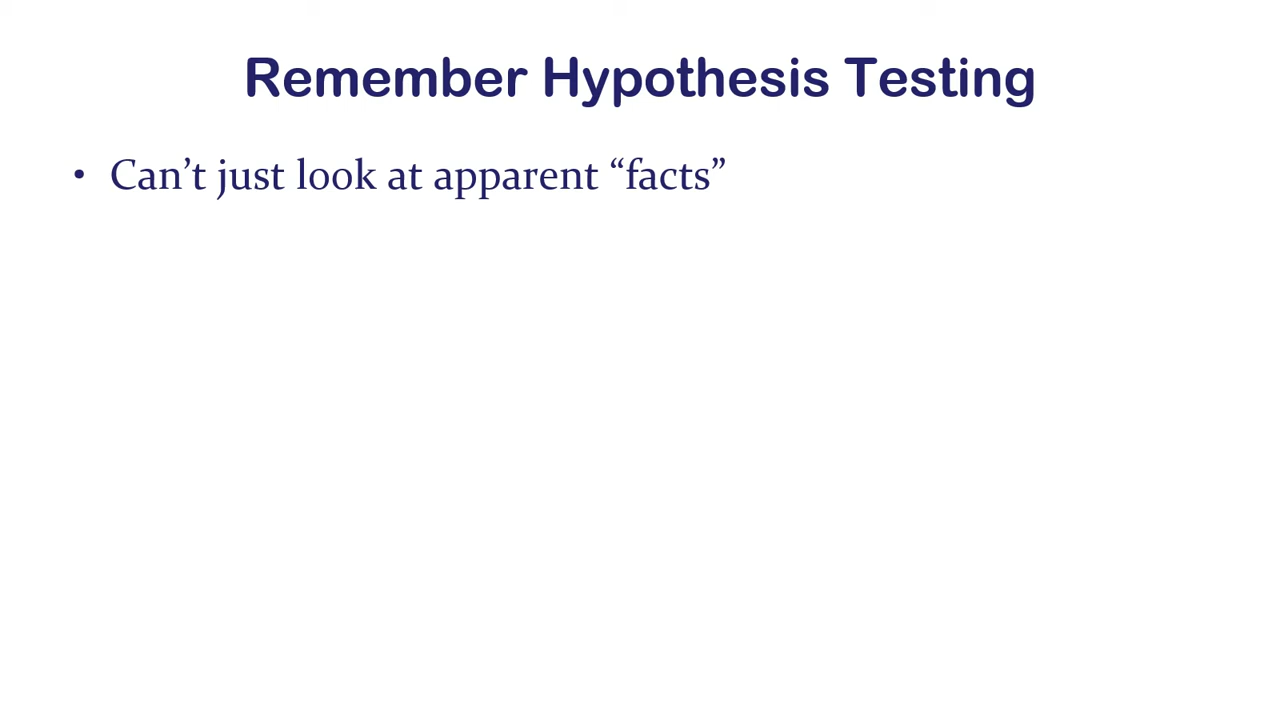 Remember Hypothesis Testing
• Can’t just look at apparent “facts”